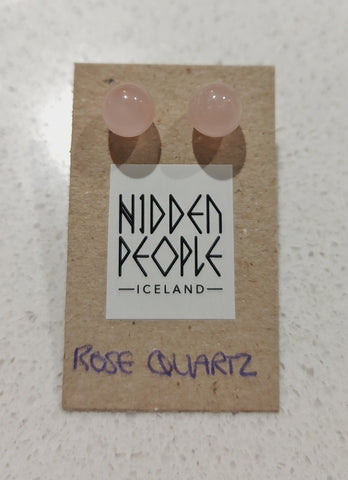 HIDDEN
PEOPLE
—ICELAND—
ROSE QUARTZ